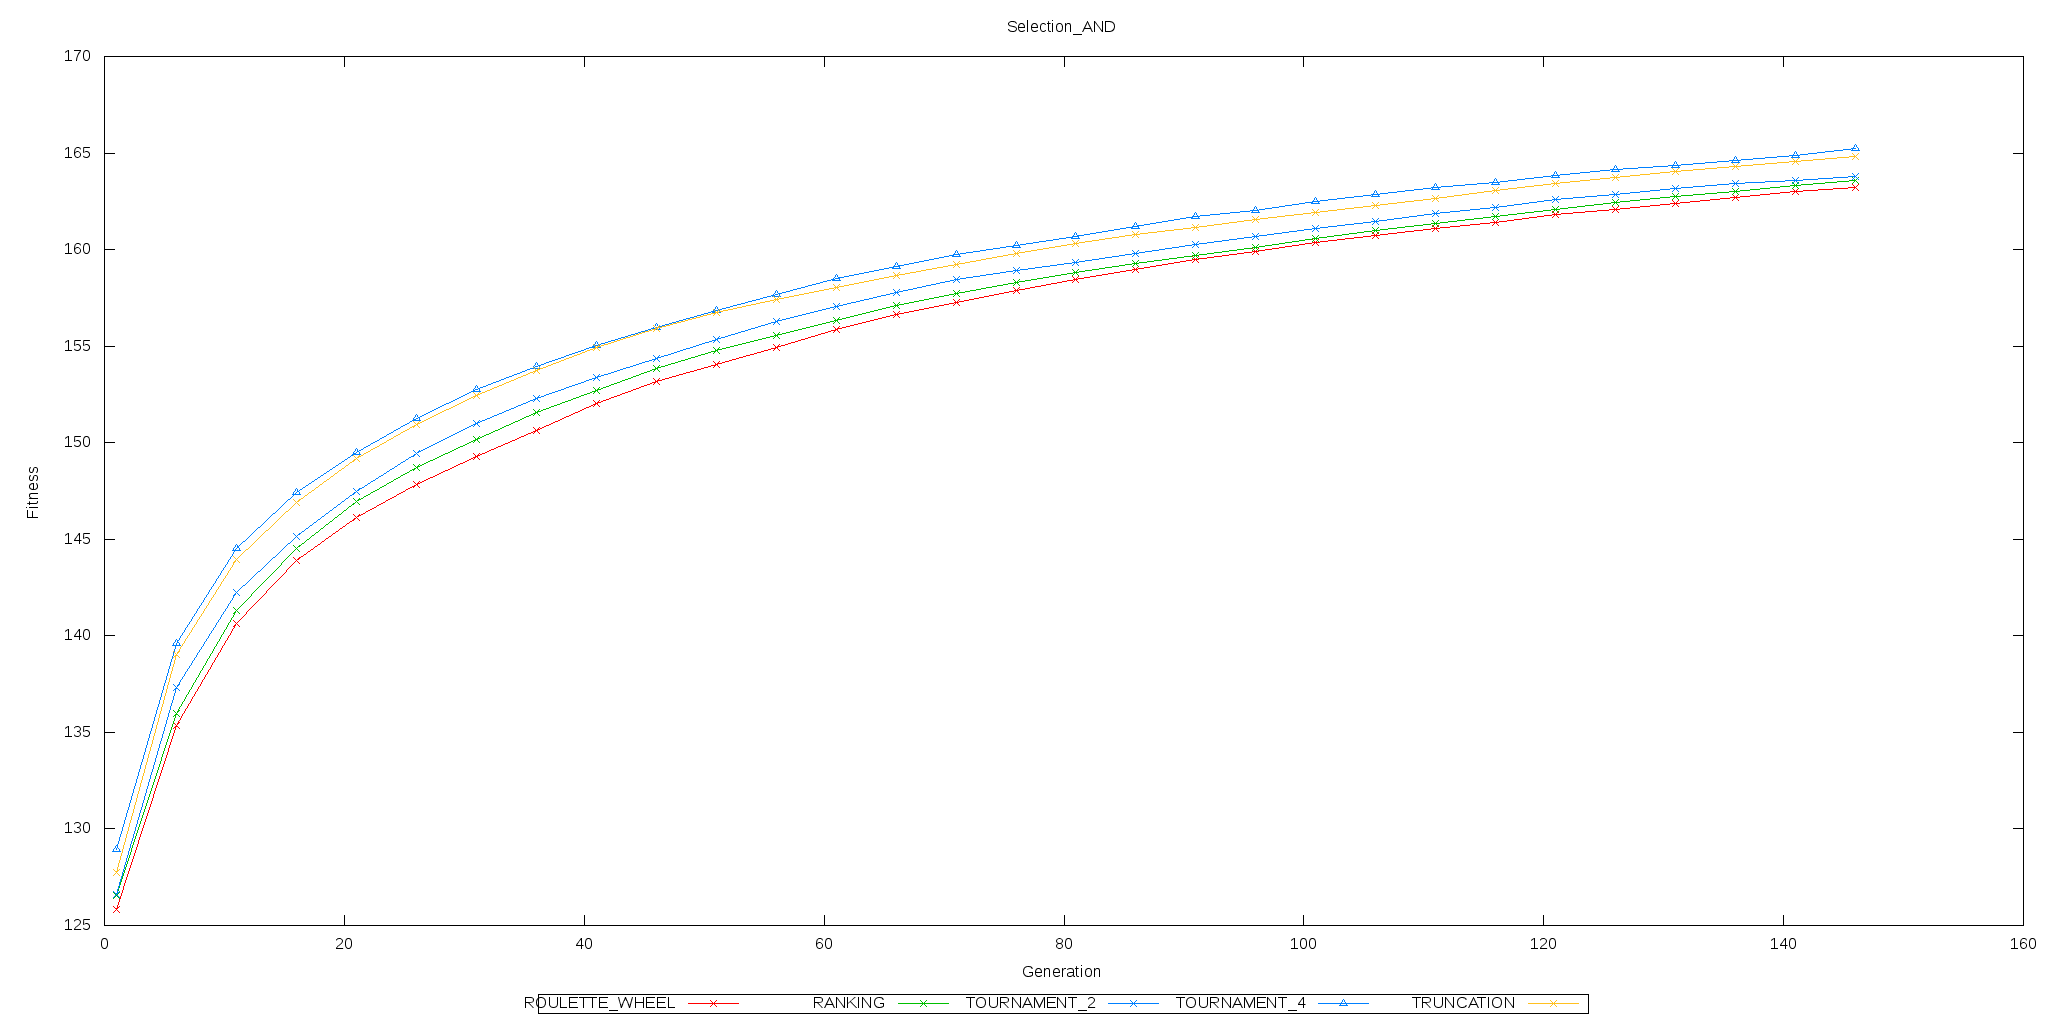 Selection_AND
170
165
160
155
150
145
140
135
130
125
Fitness
0 20 40 60 80 100 120 140 160
Generation
ROULETTE_WHEEL RANKING TOURNAMENT_2 TOURNAMENT_4 TRUNCATION